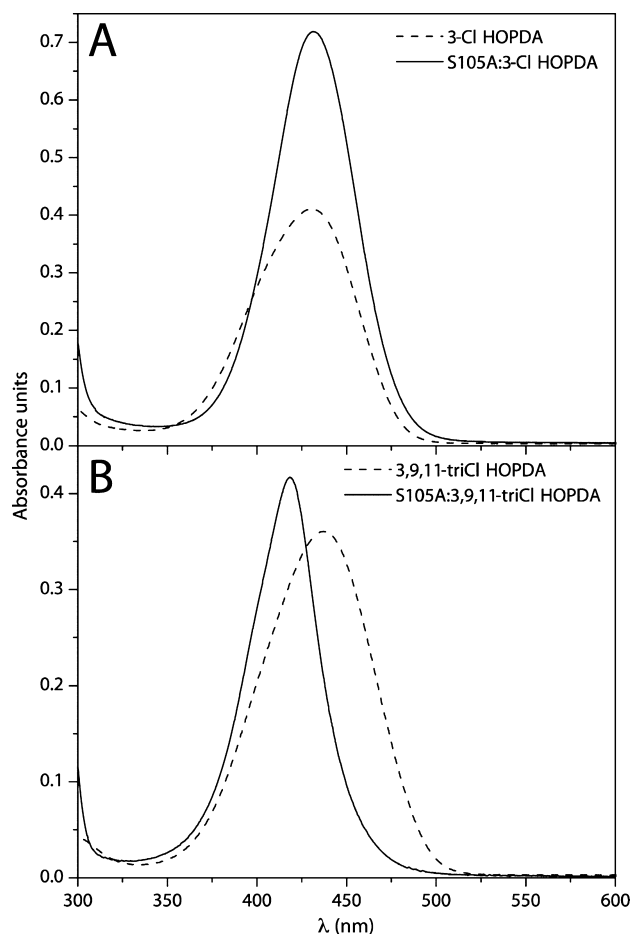 A
3-Cl HOPDA
S105A:3-Cl HOPDA
0.7
0.6
0.5
0.4
0.3
0.2
0.1
0.0
Absorbance units
B
3,9,11-triCl HOPDA
S105A:3,9,11-triCl HOPDA
0.4
0.3
0.2
0.1
0.0
300 350 400 450 500 550 600
λ (nm)